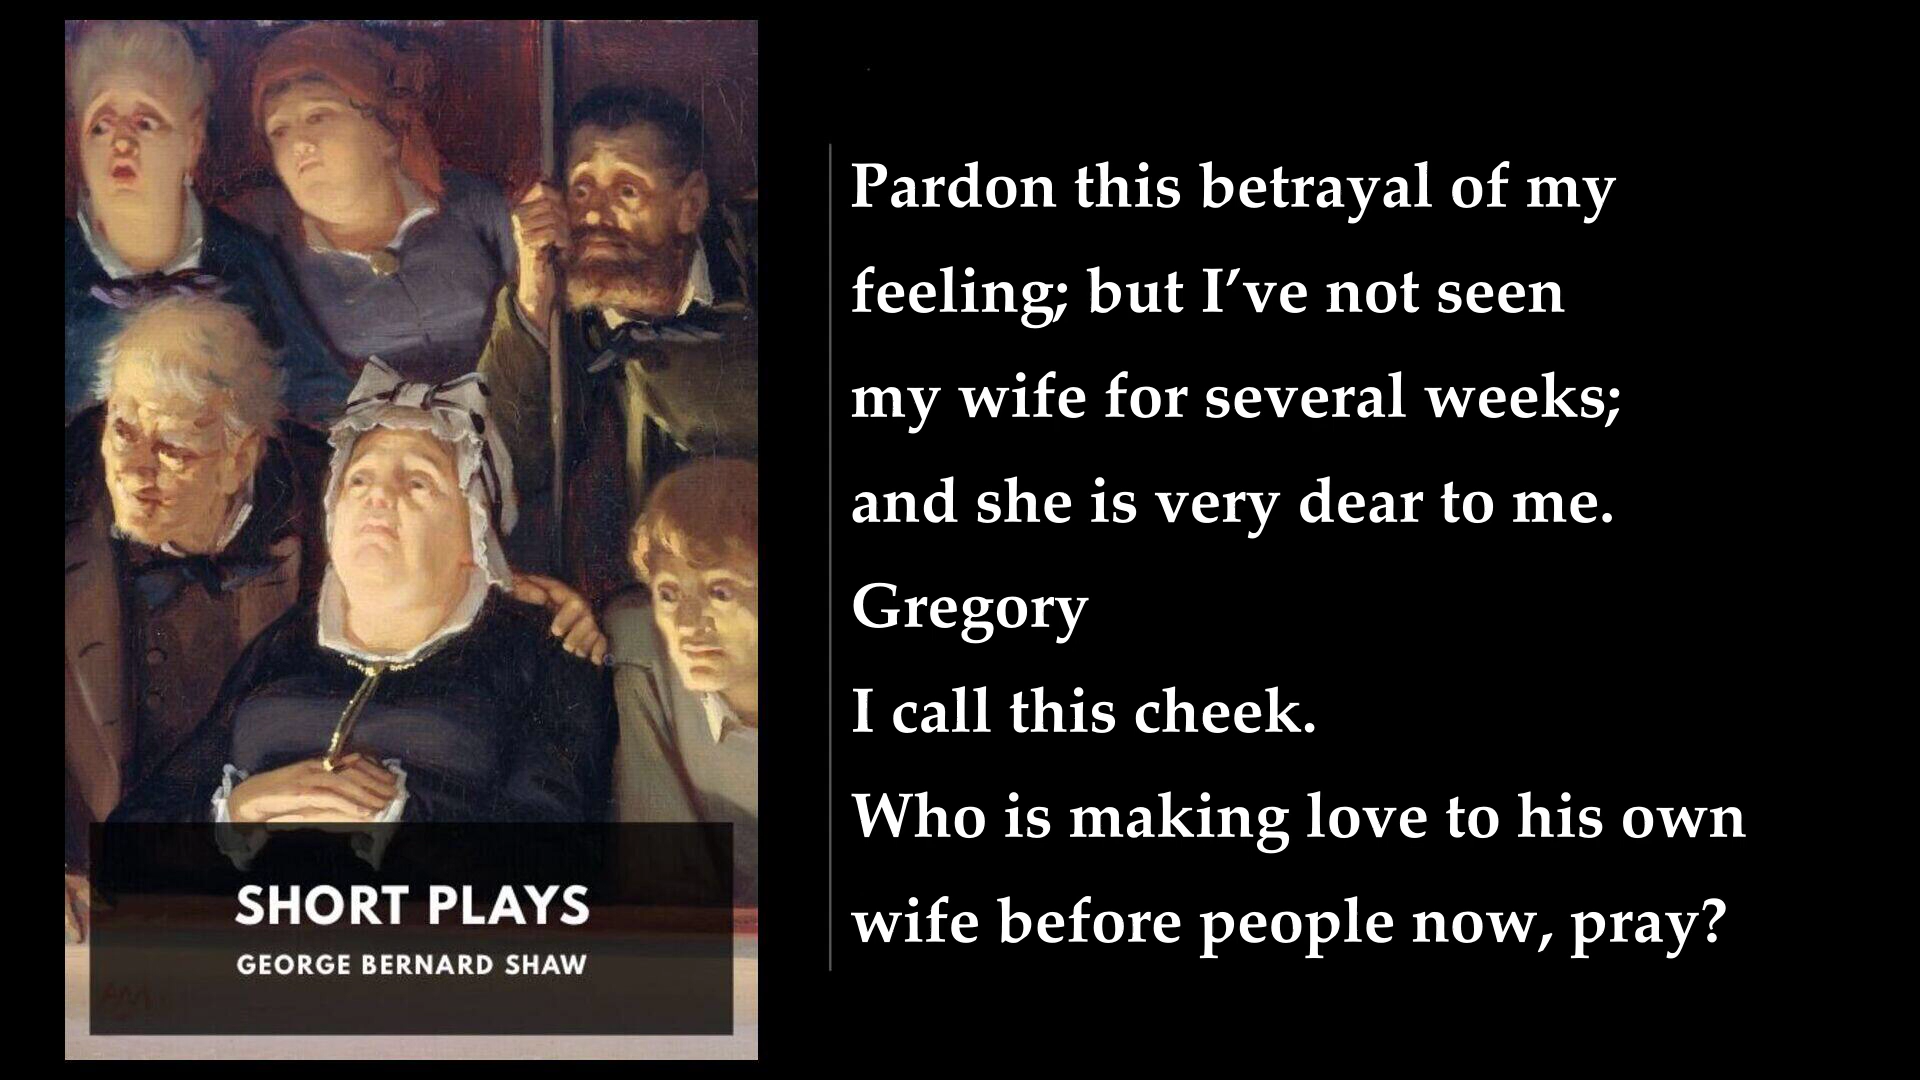 Pardon this betrayal of my
feeling; but I’ve not seen
my wife for several weeks;
and she is very dear to me.
Gregory
I call this cheek.
Who is making love to his own
wife before people now, pray?
SHORT PLAYS
GEORGE BERNARD SHAW